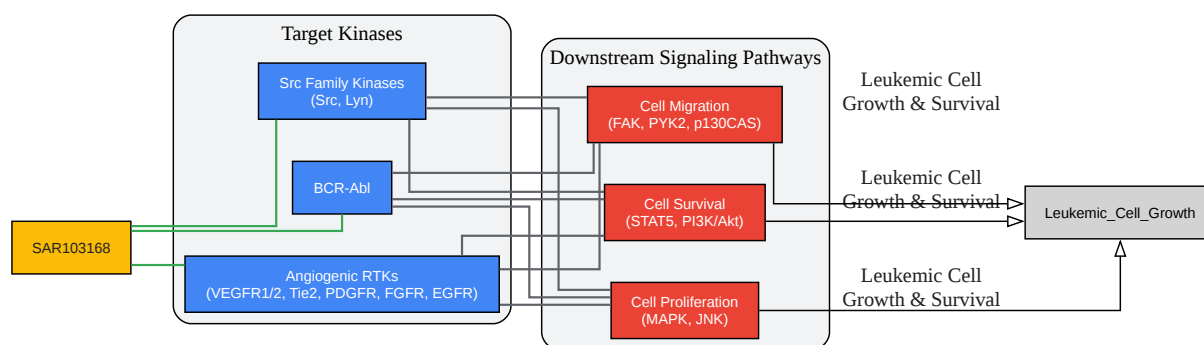 Target Kinases
Src Family Kinases
(Src, Lyn)
BCR-Abl
SAR103168
Angiogenic RTKs
(VEGFR1/2, Tie2, PDGFR, FGFR, EGFR)
Downstream Signaling Pathways
Cell Migration
(FAK, PYK2, p130CAS)
Cell Survival
(STAT5, PI3K/Akt)
Cell Proliferation
(MAPK, JNK)
Leukemic Cell
Growth & Survival
Leukemic Cell
Growth & Survival
Leukemic Cell
Growth & Survival
Leukemic_Cell_Growth